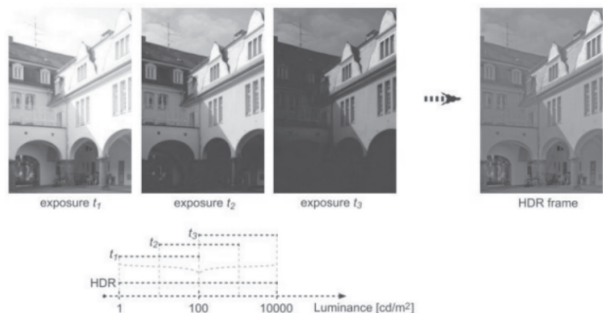 exposure t1 exposure t2 exposure t3 HDR frame
t3
t2
t1
HDR
1 100 10000 Luminance [cd/m2]